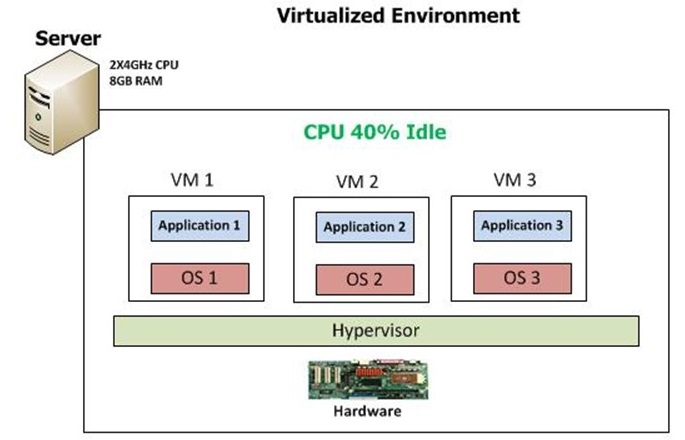 Virtualized Environment
Server
2X4GHz CPU
8GB RAM
CPU 40% Idle
VM 1
VM 2
VM 3
Application 1
Application 2
Application 3
OS 1
OS 2
OS 3
Hypervisor
Hardware